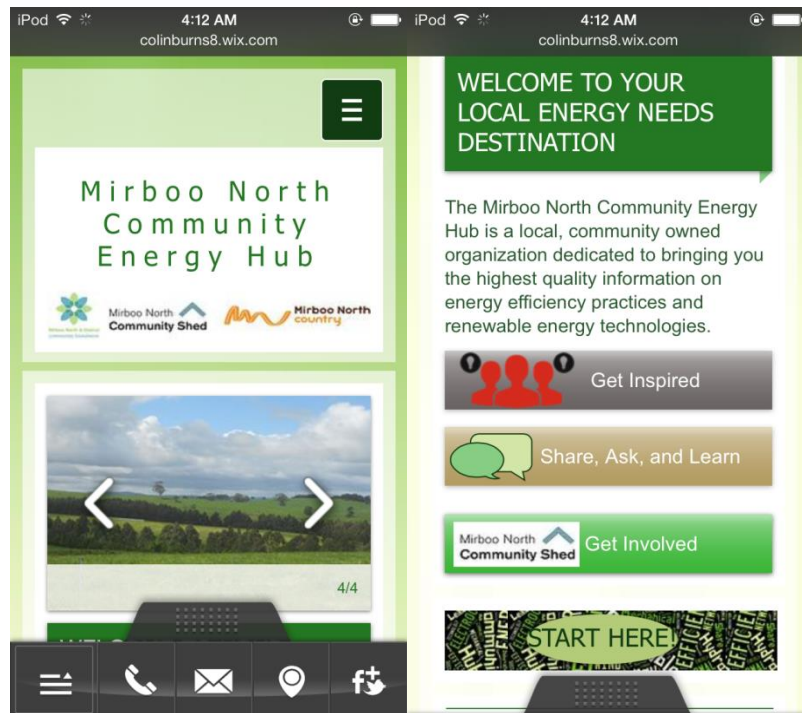 iPod 4:12 AM
colinburns8.wix.com
Mirboo North
Community
Energy Hub
Mirboo North
Community Shed
Mirboo North
country
4/4
iPod 4:12 AM
colinburns8.wix.com
WELCOME TO YOUR
LOCAL ENERGY NEEDS
DESTINATION
The Mirboo North Community Energy
Hub is a local, community owned
organization dedicated to bringing you
the highest quality information on
energy efficiency practices and
renewable energy technologies.
Get Inspired
Share, Ask, and Learn
Mirboo North
Community Shed
Get Involved
START HERE!